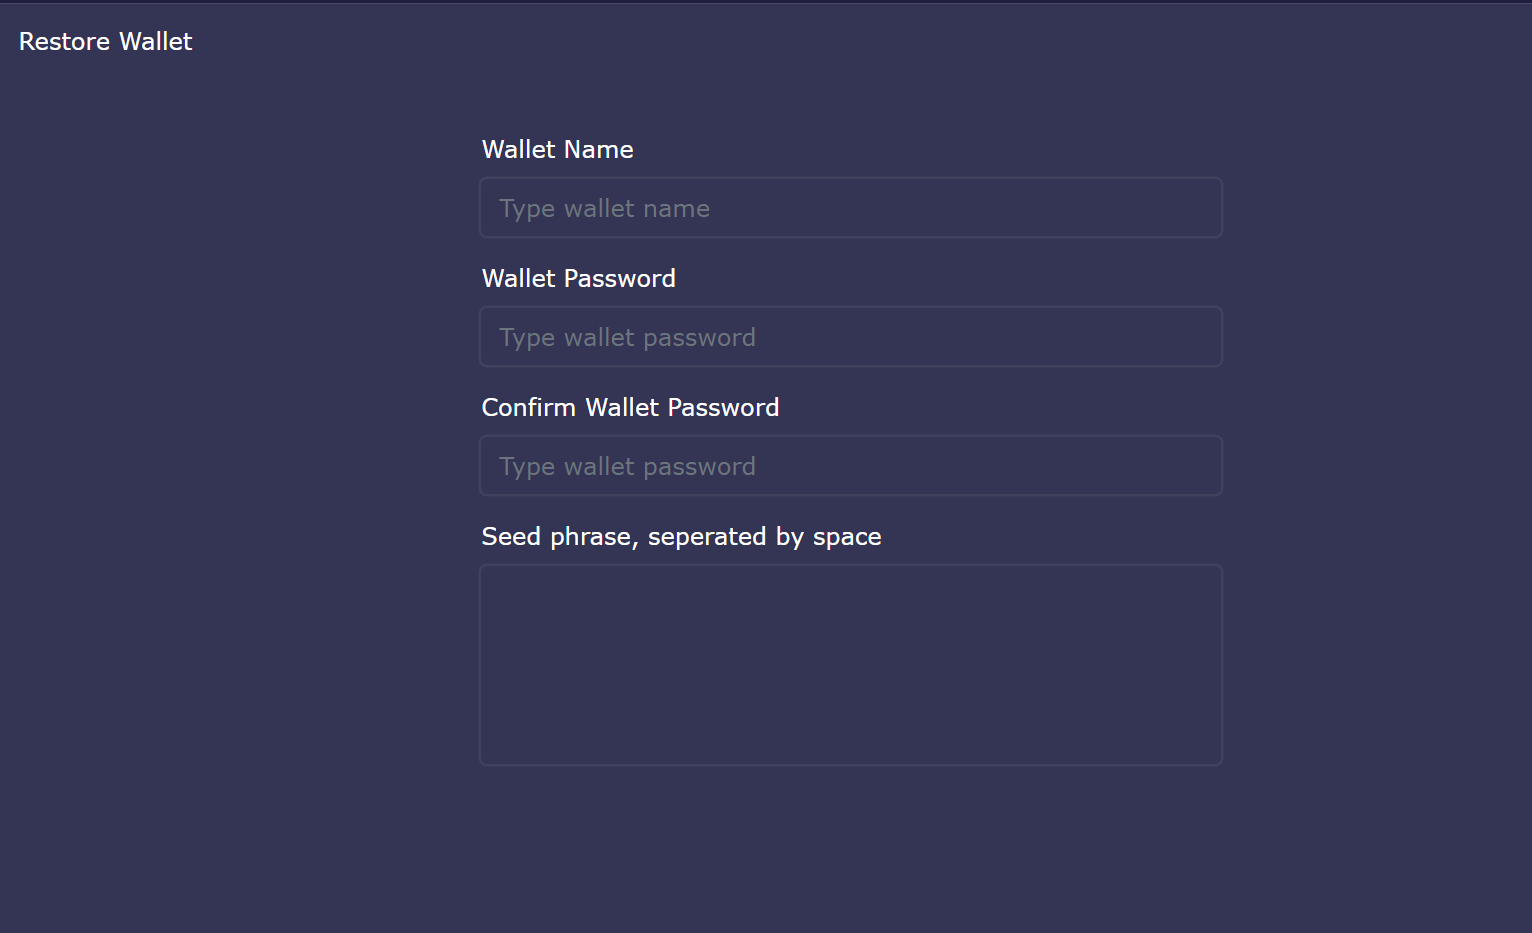 Restore Wallet
Wallet Name
Type wallet name
Wallet Password
Type wallet password
Confirm Wallet Password
Type wallet password
Seed phrase, seperated by space